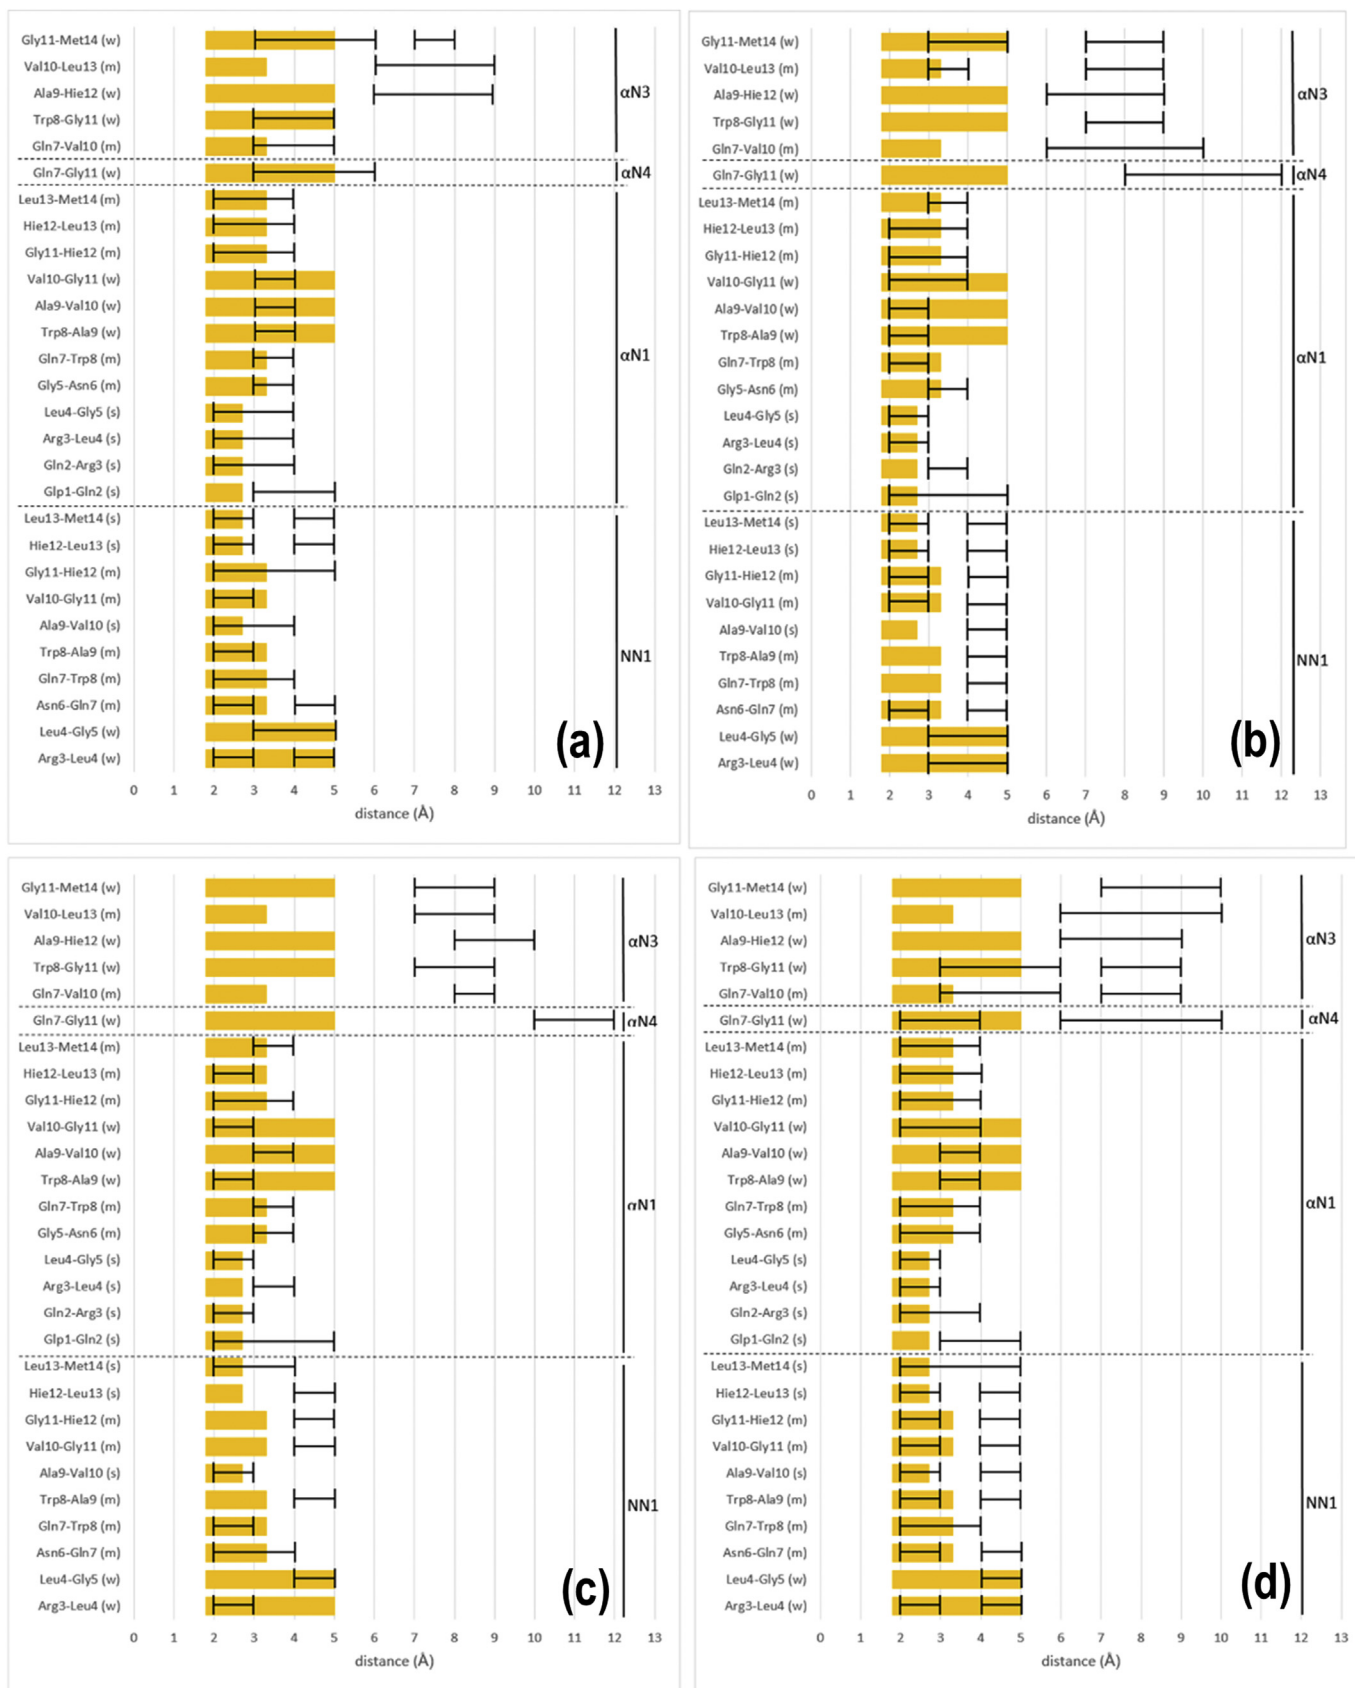 Gly11-Met14 (w)
Val10-Leu13 (m)
Ala9-Hie12 (w)
Trp8-Gly11 (w)
Gln7-Val10 (m)
Gln7-Gly11 (w)
Leu13-Met14 (m)
Hie12-Leu13 (m)
Gly11-Hie12 (m)
Val10-Gly11 (w)
Ala9-Val10 (w)
Trp8-Ala9 (w)
Gln7-Trp8 (m)
Gly5-Asn6 (m)
Leu4-Gly5 (s)
Arg3-Leu4 (s)
Gln2-Arg3 (s)
Glp1-Gln2 (s)
Leu13-Met14 (s)
Hie12-Leu13 (s)
Gly11-Hie12 (m)
Val10-Gly11 (m)
Ala9-Val10 (s)
Trp8-Ala9 (m)
Gln7-Trp8 (m)
Asn6-Gln7 (m)
Leu4-Gly5 (w)
Arg3-Leu4 (w)
αN3
αN4
αN1
NN1
(a)
0 1 2 3 4 5 6 7 8 9 10 11 12 13
distance (Å)
Gly11-Met14 (w)
Val10-Leu13 (m)
Ala9-Hie12 (w)
Trp8-Gly11 (w)
Gln7-Val10 (m)
Gln7-Gly11 (w)
Leu13-Met14 (m)
Hie12-Leu13 (m)
Gly11-Hie12 (m)
Val10-Gly11 (w)
Ala9-Val10 (w)
Trp8-Ala9 (w)
Gln7-Trp8 (m)
Gly5-Asn6 (m)
Leu4-Gly5 (s)
Arg3-Leu4 (s)
Gln2-Arg3 (s)
Glp1-Gln2 (s)
Leu13-Met14 (s)
Hie12-Leu13 (s)
Gly11-Hie12 (m)
Val10-Gly11 (m)
Ala9-Val10 (s)
Trp8-Ala9 (m)
Gln7-Trp8 (m)
Asn6-Gln7 (m)
Leu4-Gly5 (w)
Arg3-Leu4 (w)
αN3
αN4
αN1
NN1
(b)
0 1 2 3 4 5 6 7 8 9 10 11 12 13
distance (Å)
Gly11-Met14 (w)
Val10-Leu13 (m)
Ala9-Hie12 (w)
Trp8-Gly11 (w)
Gln7-Val10 (m)
Gln7-Gly11 (w)
Leu13-Met14 (m)
Hie12-Leu13 (m)
Gly11-Hie12 (m)
Val10-Gly11 (w)
Ala9-Val10 (w)
Trp8-Ala9 (w)
Gln7-Trp8 (m)
Gly5-Asn6 (m)
Leu4-Gly5 (s)
Arg3-Leu4 (s)
Gln2-Arg3 (s)
Glp1-Gln2 (s)
Leu13-Met14 (s)
Hie12-Leu13 (s)
Gly11-Hie12 (m)
Val10-Gly11 (m)
Ala9-Val10 (s)
Trp8-Ala9 (m)
Gln7-Trp8 (m)
Asn6-Gln7 (m)
Leu4-Gly5 (w)
Arg3-Leu4 (w)
αN3
αN4
αN1
NN1
(c)
0 1 2 3 4 5 6 7 8 9 10 11 12 13
distance (Å)
Gly11-Met14 (w)
Val10-Leu13 (m)
Ala9-Hie12 (w)
Trp8-Gly11 (w)
Gln7-Val10 (m)
Gln7-Gly11 (w)
Leu13-Met14 (m)
Hie12-Leu13 (m)
Gly11-Hie12 (m)
Val10-Gly11 (w)
Ala9-Val10 (w)
Trp8-Ala9 (w)
Gln7-Trp8 (m)
Gly5-Asn6 (m)
Leu4-Gly5 (s)
Arg3-Leu4 (s)
Gln2-Arg3 (s)
Glp1-Gln2 (s)
Leu13-Met14 (s)
Hie12-Leu13 (s)
Gly11-Hie12 (m)
Val10-Gly11 (m)
Ala9-Val10 (s)
Trp8-Ala9 (m)
Gln7-Trp8 (m)
Asn6-Gln7 (m)
Leu4-Gly5 (w)
Arg3-Leu4 (w)
αN3
αN4
αN1
NN1
(d)
0 1 2 3 4 5 6 7 8 9 10 11 12 13
distance (Å)